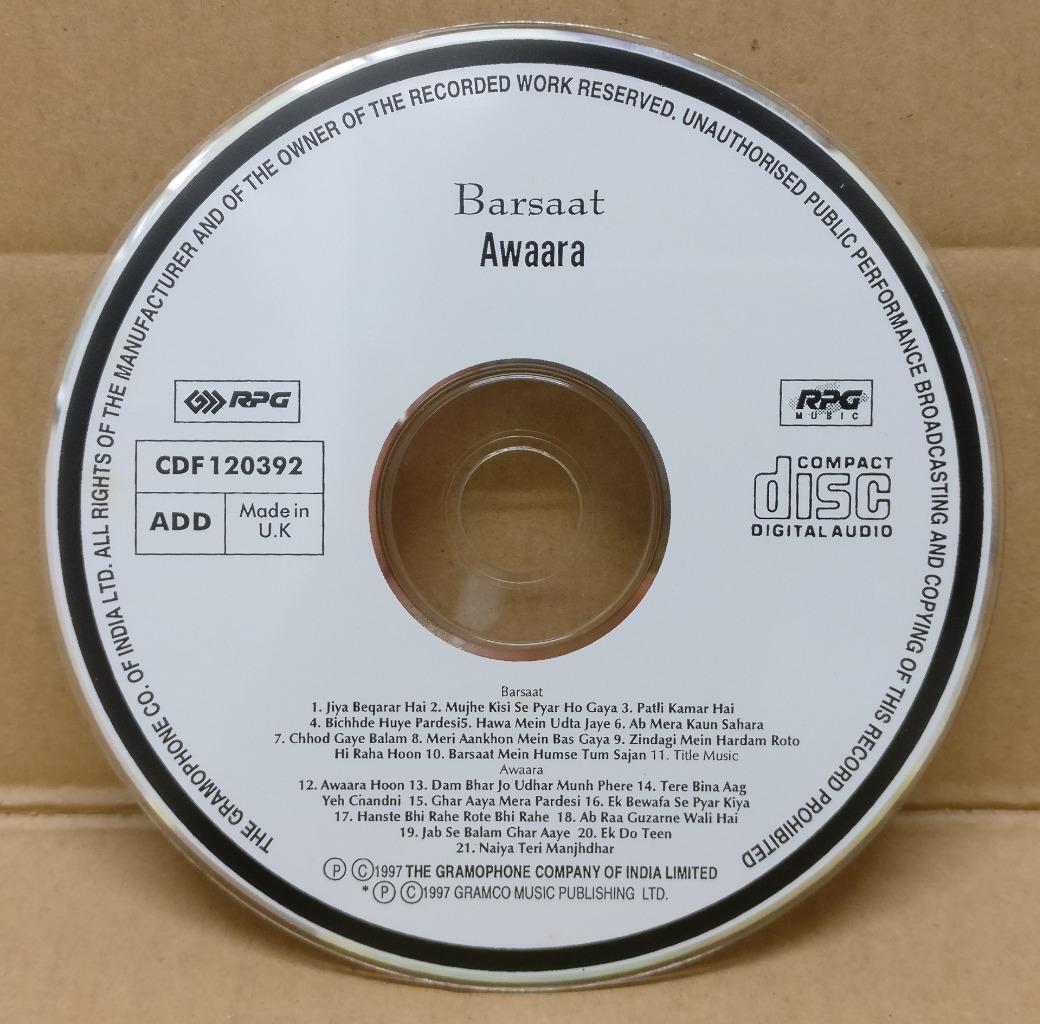 THE GRAMOPHONE CO. OF INDIA LTD. ALL RIGHTS OF THE MANUFACTURER AND OF THE OWNER OF THE RECORDED WORK RESERVED. UNAUTHORISED PUBLIC PERFORMANCE BROADCASTING AND COPYING OF THIS RECORD PROHIBITED
Barsaat
Awaara
RPG
RPG
MUSIC
CDF 120392
ADD
Made in
U.K
COMPACT
disc
DIGITAL AUDIO
Barsaat
1. Jiya Beqarar Hai 2. Mujhe Kisi Se Pyar Ho Gaya 3. Patli Kamar Hai
4. Bichhde Huye Pardesi5. Hawa Mein Udta Jaye 6. Ab Mera Kaun Sahara
7. Chhod Gaye Balam 8. Meri Aankhon Mein Bas Gaya 9. Zindagi Mein Hardam Roto
Hi Raha Hoon 10. Barsaat Mein Humse Tum Sajan 11. Title Music
Awaara
12. Awaara Hoon 13. Dam Bhar Jo Udhar Munh Phere 14. Tere Bina Aag
Yeh Chandni 15. Ghar Aaya Mera Pardesi 16. Ek Bewafa Se Pyar Kiya
17. Hanste Bhi Rahe Rote Bhi Rahe 18. Ab Raa Guzarne Wali Hai
19. Jab Se Balam Ghar Aaye 20. Ek Do Teen
21. Naiya Teri Manjhdhar
Ⓟ Ⓒ1997 THE GRAMOPHONE COMPANY OF INDIA LIMITED
* Ⓟ Ⓒ1997 GRAMCO MUSIC PUBLISHING LTD.